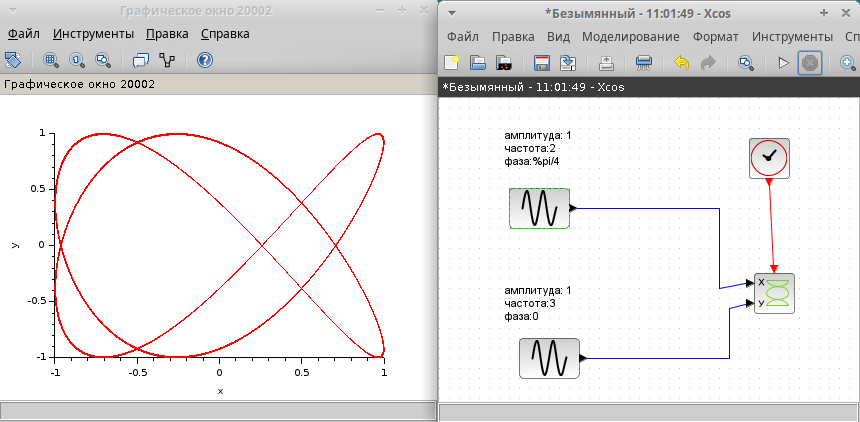 Графическое окно 20002
Файл Инструменты Правка Справка
Графическое окно 20002
1
0.5
0
-0.5
-1
y
-1 -0.5 0 0.5 1
x
*Безымянный - 11:01:49 - Xcos
Файл Правка Вид Моделирование Формат Инструменты Сп
*Безымянный - 11:01:49 - Xcos
амплитуда: 1
частота:2
фаза:%pi/4
X
У
амплитуда: 1
частота:3
фаза:0